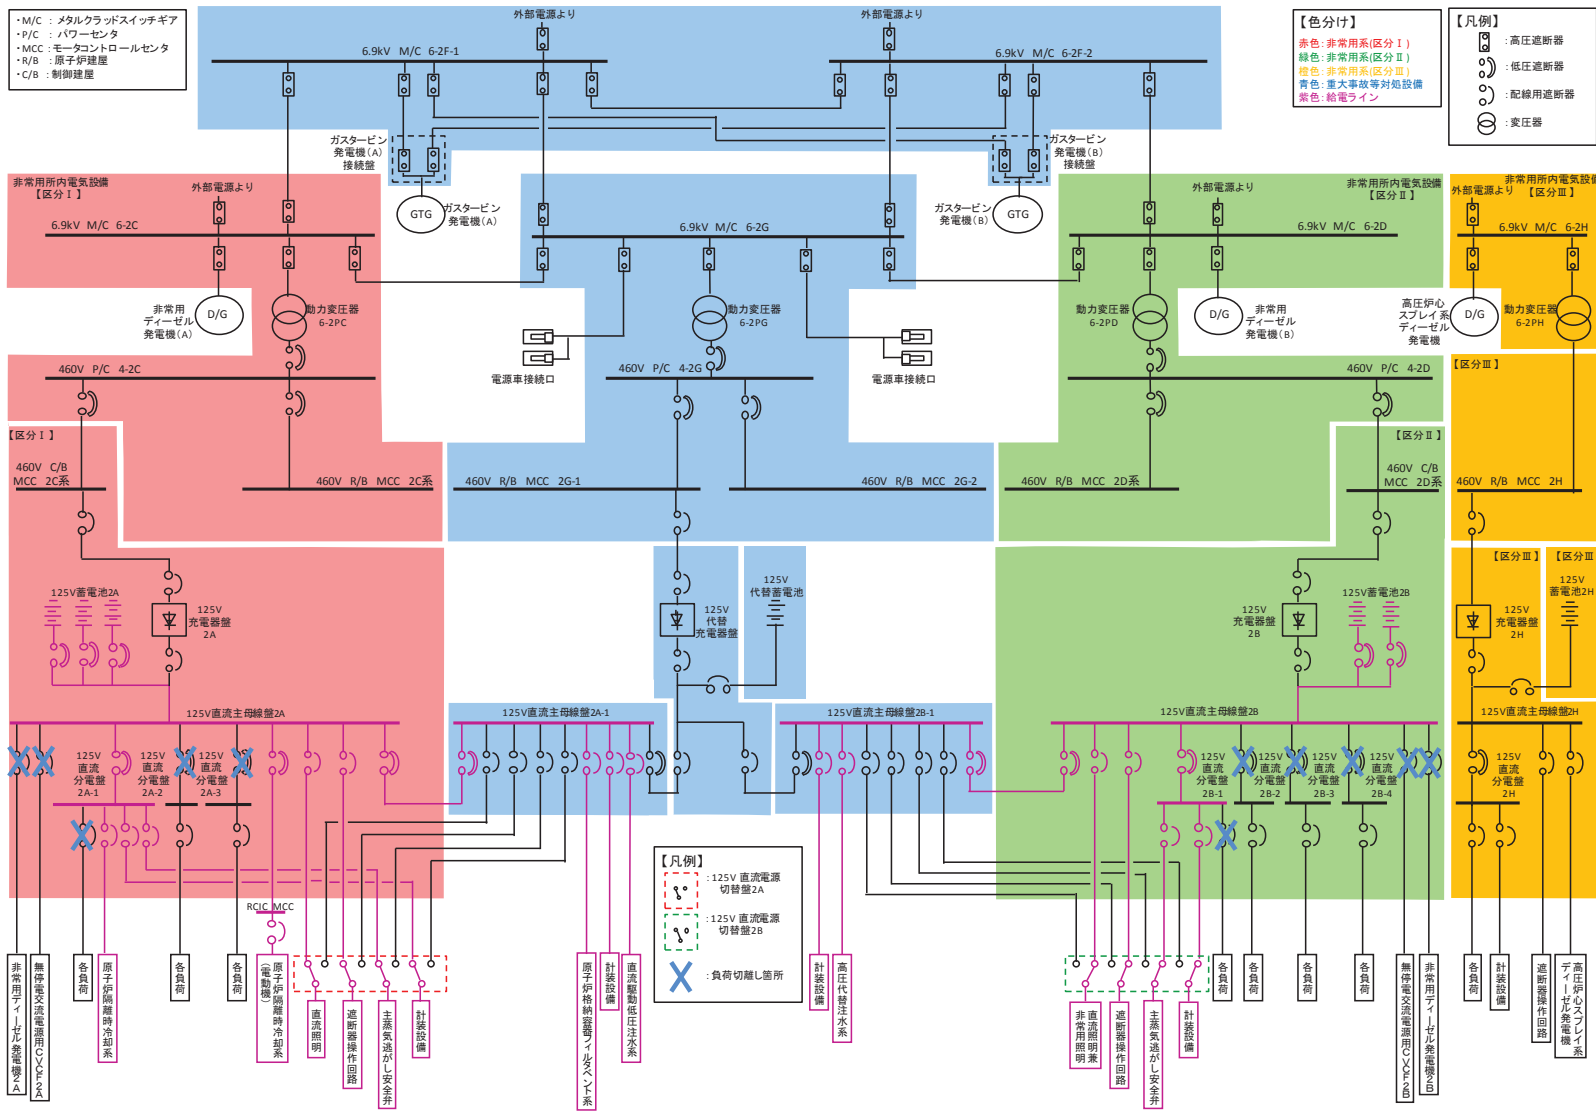 ・M/C ： メタルクラッドスイッチギア
・P/C ： パワーセンタ
・MCC ： モータコントロールセンタ
・R/B ： 原子炉建屋
・C/B ： 制御建屋
外部電源より
外部電源より
6.9kV M/C 6-2F-1
6.9kV M/C 6-2F-2
【色分け】
赤色：非常用系(区分Ⅰ)
緑色：非常用系(区分Ⅱ)
橙色：非常用系(区分Ⅲ)
青色：重大事故等対処設備
紫色：給電ライン
【凡例】
：高圧遮断器
：低圧遮断器
：配線用遮断器
：変圧器
ガスタービン
発電機(A)
接続盤
ガスタービン
発電機(B)
接続盤
GTG
ガスタービン
発電機(A)
ガスタービン
発電機(B)
GTG
非常用所内電気設備
【区分Ⅰ】
外部電源より
6.9kV M/C 6-2C
6.9kV M/C 6-2G
外部電源より
非常用所内電気設備
【区分Ⅱ】
6.9kV M/C 6-2D
非常用所内電気設備
【区分Ⅲ】
外部電源より
6.9kV M/C 6-2H
非常用
ディーゼル
発電機(A)
D/G
動力変圧器
6-2PC
動力変圧器
6-2PG
動力変圧器
6-2PD
D/G
非常用
ディーゼル
発電機(B)
高圧炉心
スプレイ系
ディーゼル
発電機
D/G
動力変圧器
6-2PH
電源車接続口
電源車接続口
460V P/C 4-2C
460V P/C 4-2G
460V P/C 4-2D
【区分Ⅲ】
【区分Ⅰ】
【区分Ⅱ】
460V C/B
MCC 2C系
460V R/B MCC 2C系
460V R/B MCC 2G-1
460V R/B MCC 2G-2
460V R/B MCC 2D系
460V C/B
MCC 2D系
460V R/B MCC 2H
【区分Ⅲ】
【区分Ⅲ
125V蓄電池2A
125V
充電器盤
2A
125V
代替
充電器盤
125V
代替蓄電池
125V
充電器盤
2B
125V蓄電池2B
125V
充電器盤
2H
125V
蓄電池2H
125V直流主母線盤2A
125V直流主母線盤2A-1
125V直流主母線盤2B-1
125V直流主母線盤2B
125V直流主母線盤2H
125V
直流
分電盤
2A-1
125V
直流
分電盤
2A-2
125V
直流
分電盤
2A-3
125V
直流
分電盤
2B-1
125V
直流
分電盤
2B-2
125V
直流
分電盤
2B-3
125V
直流
分電盤
2B-4
125V
直流
分電盤
2H
【凡例】
：125V 直流電源
切替盤2A
：125V 直流電源
切替盤2B
：負荷切離し箇所
RCIC MCC
非常用ディーゼル発電機2A
無停電交流電源用CVCF2A
各負荷
原子炉隔離時冷却系
各負荷
各負荷
原子炉隔離時冷却系
(電動機)
直流照明
遮断器操作回路
主蒸気逃がし安全弁
計装設備
原子炉格納容器フィルタベント系
計装設備
直流駆動低圧注水系
計装設備
高圧代替注水系
直流照明兼
非常用照明
遮断器操作回路
主蒸気逃がし安全弁
計装設備
各負荷
各負荷
各負荷
各負荷
無停電交流電源用CVCF2B
非常用ディーゼル発電機2B
各負荷
計装設備
遮断器操作回路
高圧炉心スプレイ系
ディーゼル発電機